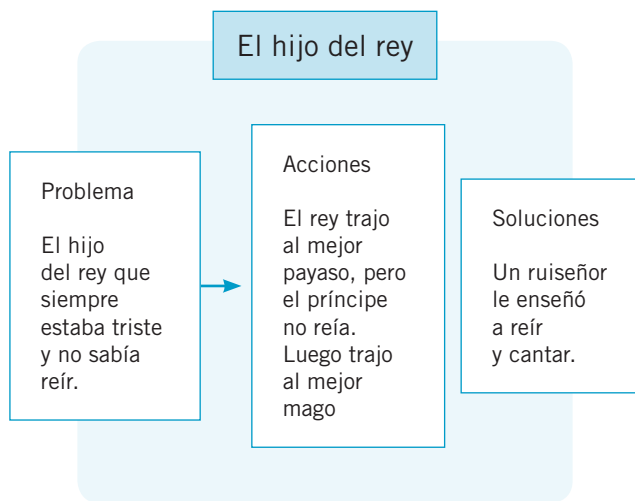 El hijo del rey
Problema
El hijo
del rey que
siempre
estaba triste
y no sabía
reír.
Acciones
El rey trajo
al mejor
payaso, pero
el príncipe
no reía.
Luego trajo
al mejor
mago
Soluciones
Un ruiseñor
le enseñó
a reír
y cantar.